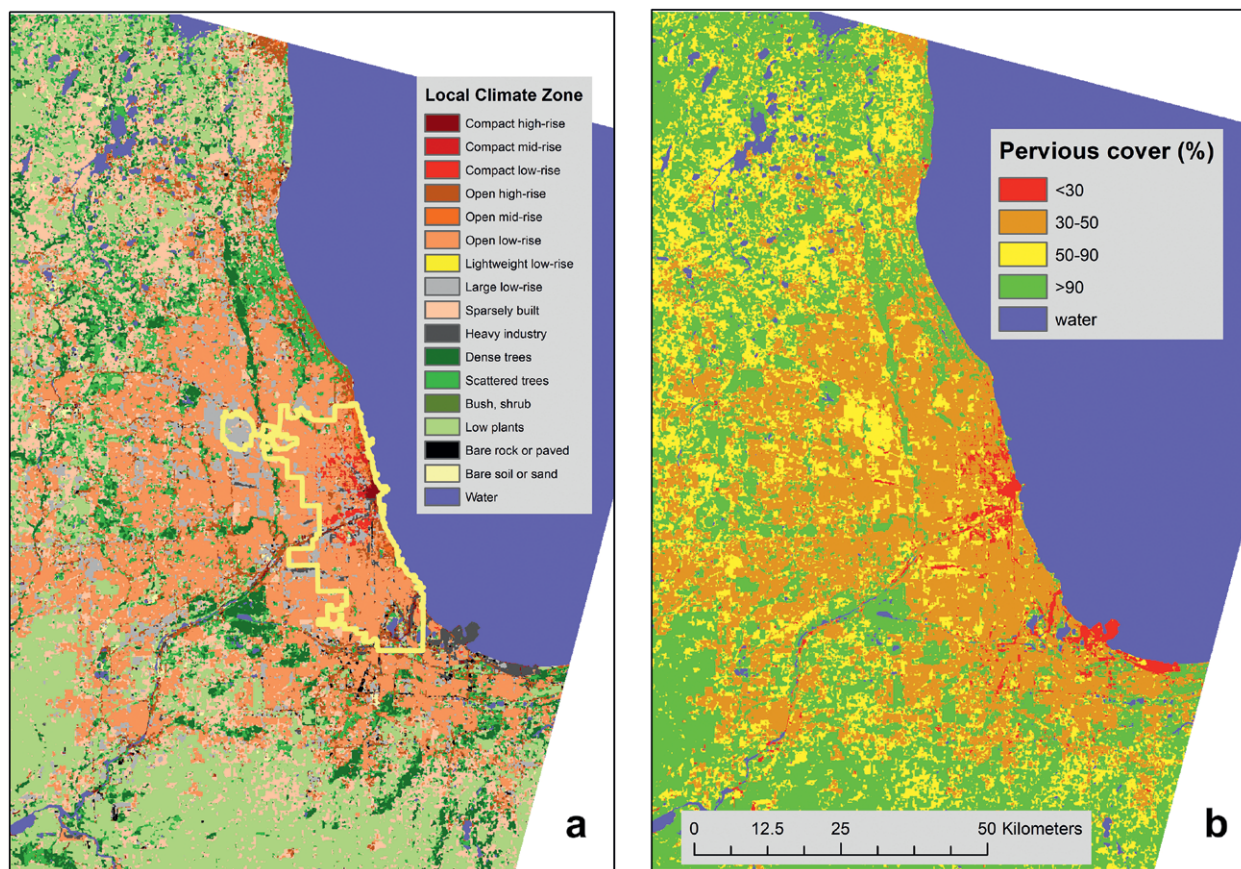 Local Climate Zone
Compact high-rise
Compact mid-rise
Compact low-rise
Open high-rise
Open mid-rise
Open low-rise
Lightweight low-rise
Large low-rise
Sparsely built
Heavy industry
Dense trees
Scattered trees
Bush, shrub
Low plants
Bare rock or paved
Bare soil or sand
Water
a
Pervious cover (%)
<30
30-50
50-90
>90
water
0 12.5 25 50 Kilometers
b